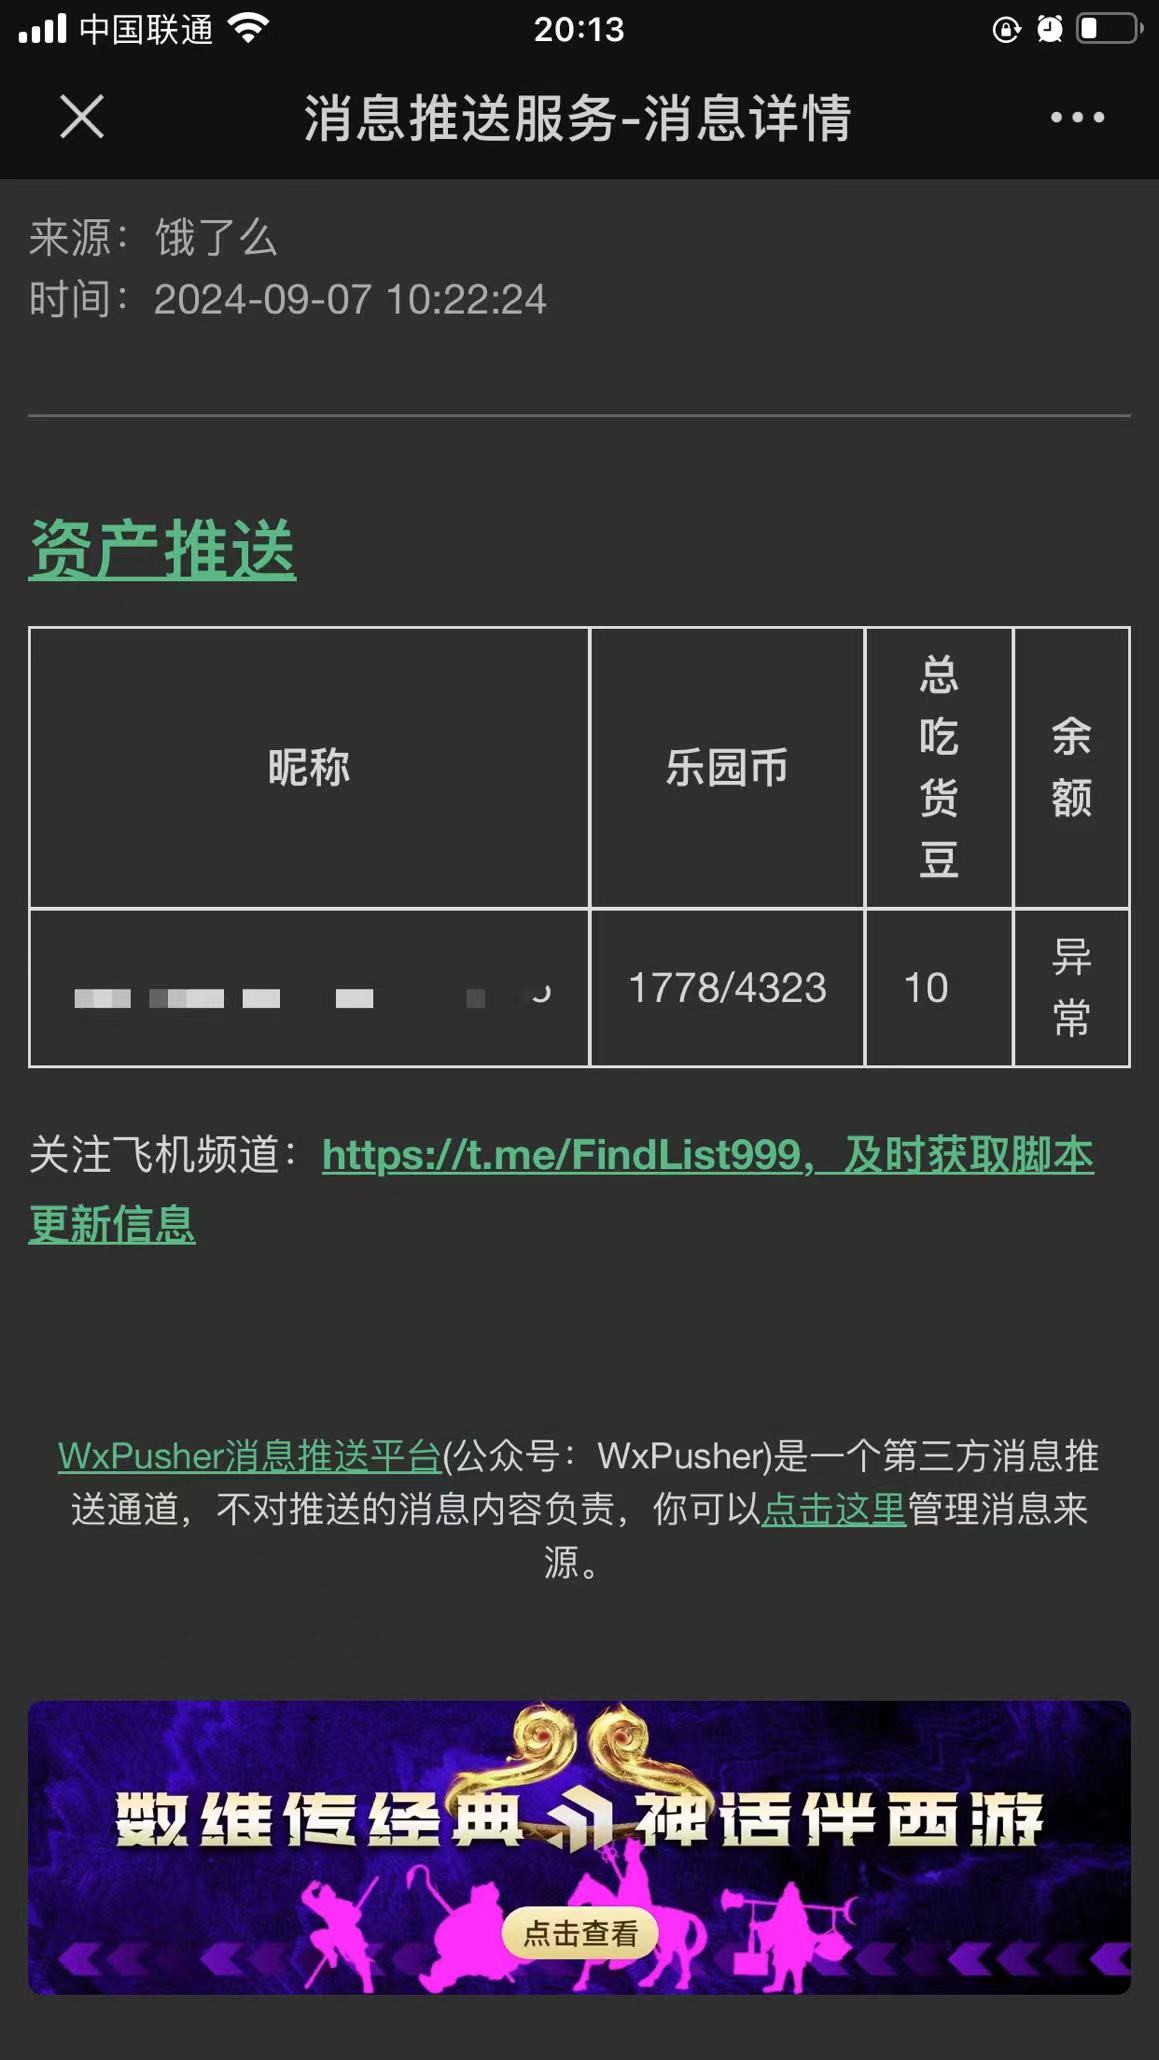 中国联通
20:13
消息推送服务-消息详情
来源：饿了么
时间：2024-09-07 10:22:24
资产推送
昵称
乐园币
总吃货豆
余额
1778/4323
10
异常
关注飞机频道：https://t.me/FindList999，及时获取脚本
更新信息
WxPusher消息推送平台(公众号：WxPusher)是一个第三方消息推
送通道，不对推送的消息内容负责，你可以点击这里管理消息来
源。
数维传经典 神话伴西游
点击查看